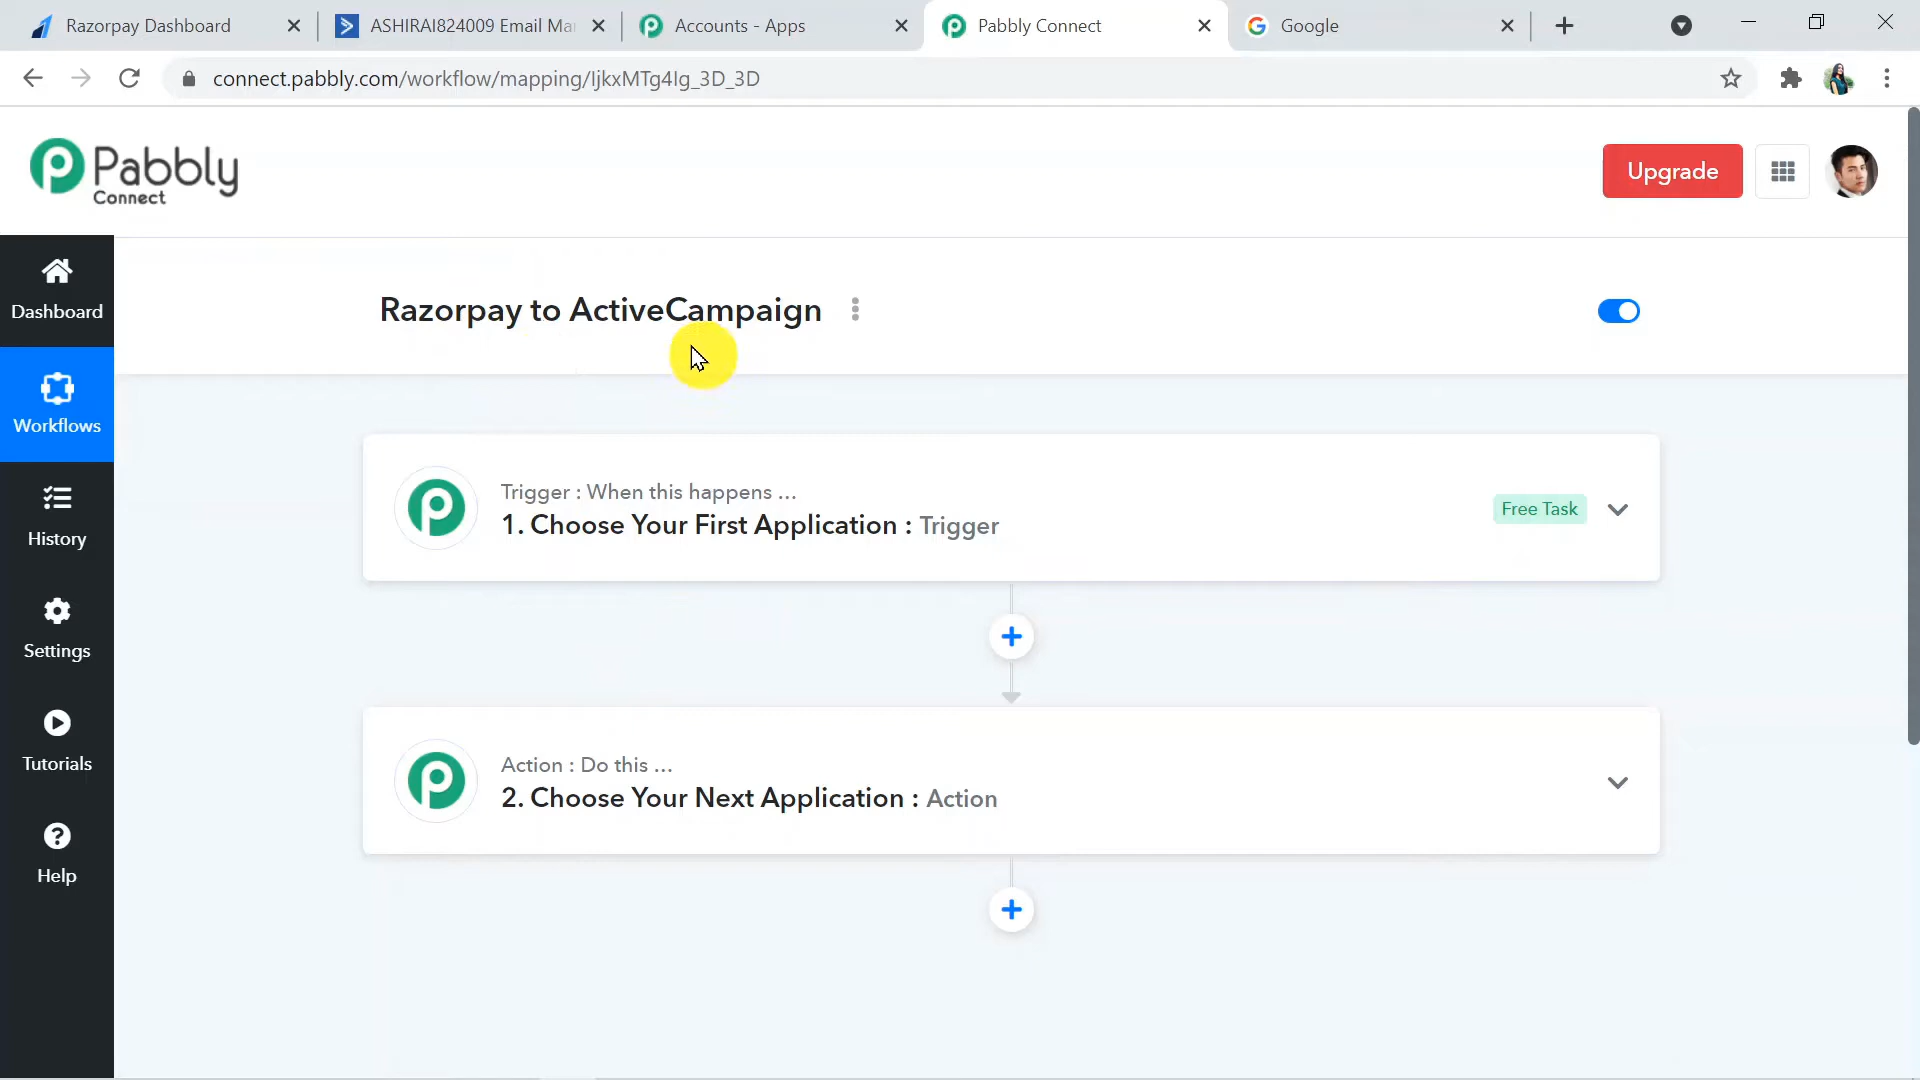 Razorpay Dashboard
ASHIRAI824009 Email Ma
Accounts - Apps
Pabbly Connect
Google
connect.pabbly.com/workflow/mapping/IjkxMTg4Ig_3D_3D
Pabbly
Connect
Upgrade
Dashboard
Workflows
History
Settings
Tutorials
Help
Razorpay to ActiveCampaign
Trigger : When this happens ...
1. Choose Your First Application : Trigger
Free Task
Action : Do this ...
2. Choose Your Next Application : Action